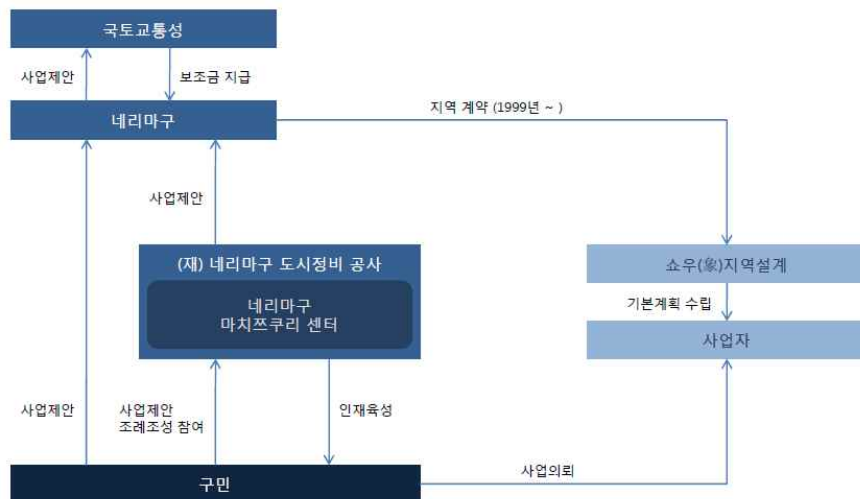 국토교통성
사업제안
보조금 지급
네리마구
지역 계약 (1999년 ~ )
사업제안
(재) 네리마구 도시정비 공사
네리마구
마치쯔쿠리 센터
쇼우(象)지역설계
기본계획 수립
사업자
사업제안
사업제안
조례조성 참여
인재육성
사업의뢰
구민